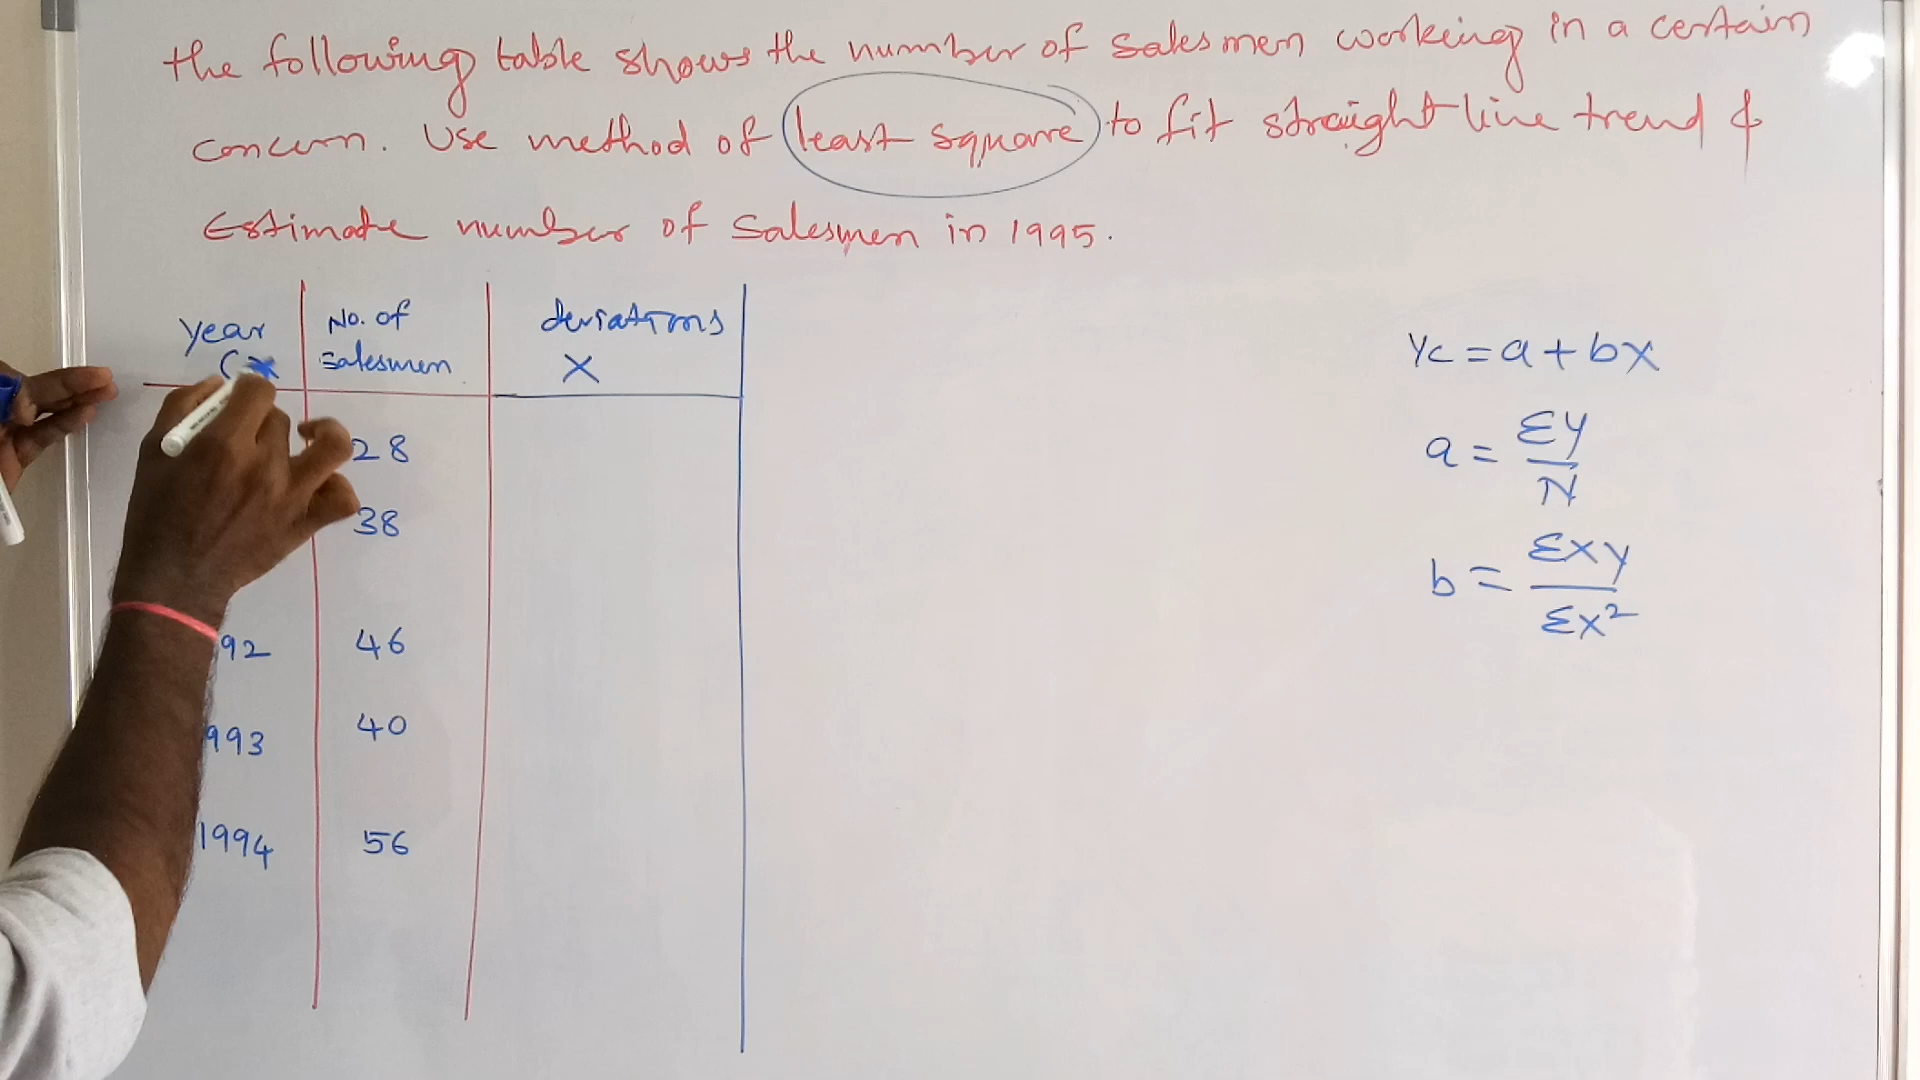 the following table shows the number of salesmen working in a certain
concern. Use method of least square to fit straight line trend &
Estimate number of salesmen in 1995.
year
No. of
salesmen
deviations
X
28
38
92 46
993 40
1994 56
Yc = a + bx
a = ΣY
N
b = Σxy
Σx²